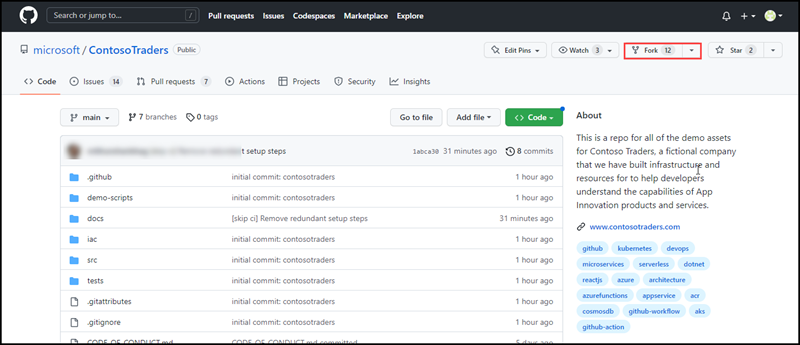 Search or jump to... / Pull requests Issues Codespaces Marketplace Explore
microsoft / ContosoTraders Public Edit Pins Watch 3 Fork 12 Star 2
Code Issues 14 Pull requests 7 Actions Projects Security Insights
main 7 branches 0 tags Go to file Add file Code
t setup steps 1abca30 31 minutes ago 8 commits
.github initial commit: contosotraders 1 hour ago
demo-scripts initial commit: contosotraders 1 hour ago
docs [skip ci] Remove redundant setup steps 31 minutes ago
iac initial commit: contosotraders 1 hour ago
src initial commit: contosotraders 1 hour ago
tests initial commit: contosotraders 1 hour ago
.gitattributes initial commit: contosotraders 1 hour ago
.gitignore initial commit: contosotraders 1 hour ago
CODE-OF-CONDUCT.md 5 days ago
About
This is a repo for all of the demo assets
for Contoso Traders, a fictional company
that we have built infrastructure and
resources for to help developers
understand the capabilities of App
Innovation products and services.
www.contosotraders.com
github kubernetes devops
microservices serverless dotnet
reactjs azure architecture
azurefunctions appservice acr
cosmosdb github-workflow aks
github-action